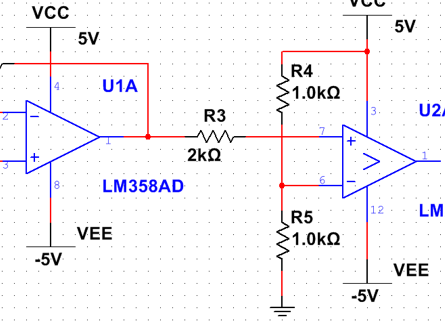 VCC
5V
4
U1A
2
3
1
8
LM358AD
VEE
-5V
R3
2kΩ
R4
1.0kΩ
VCC
5V
3
U2
7
6
1
12
LM
R5
1.0kΩ
VEE
-5V